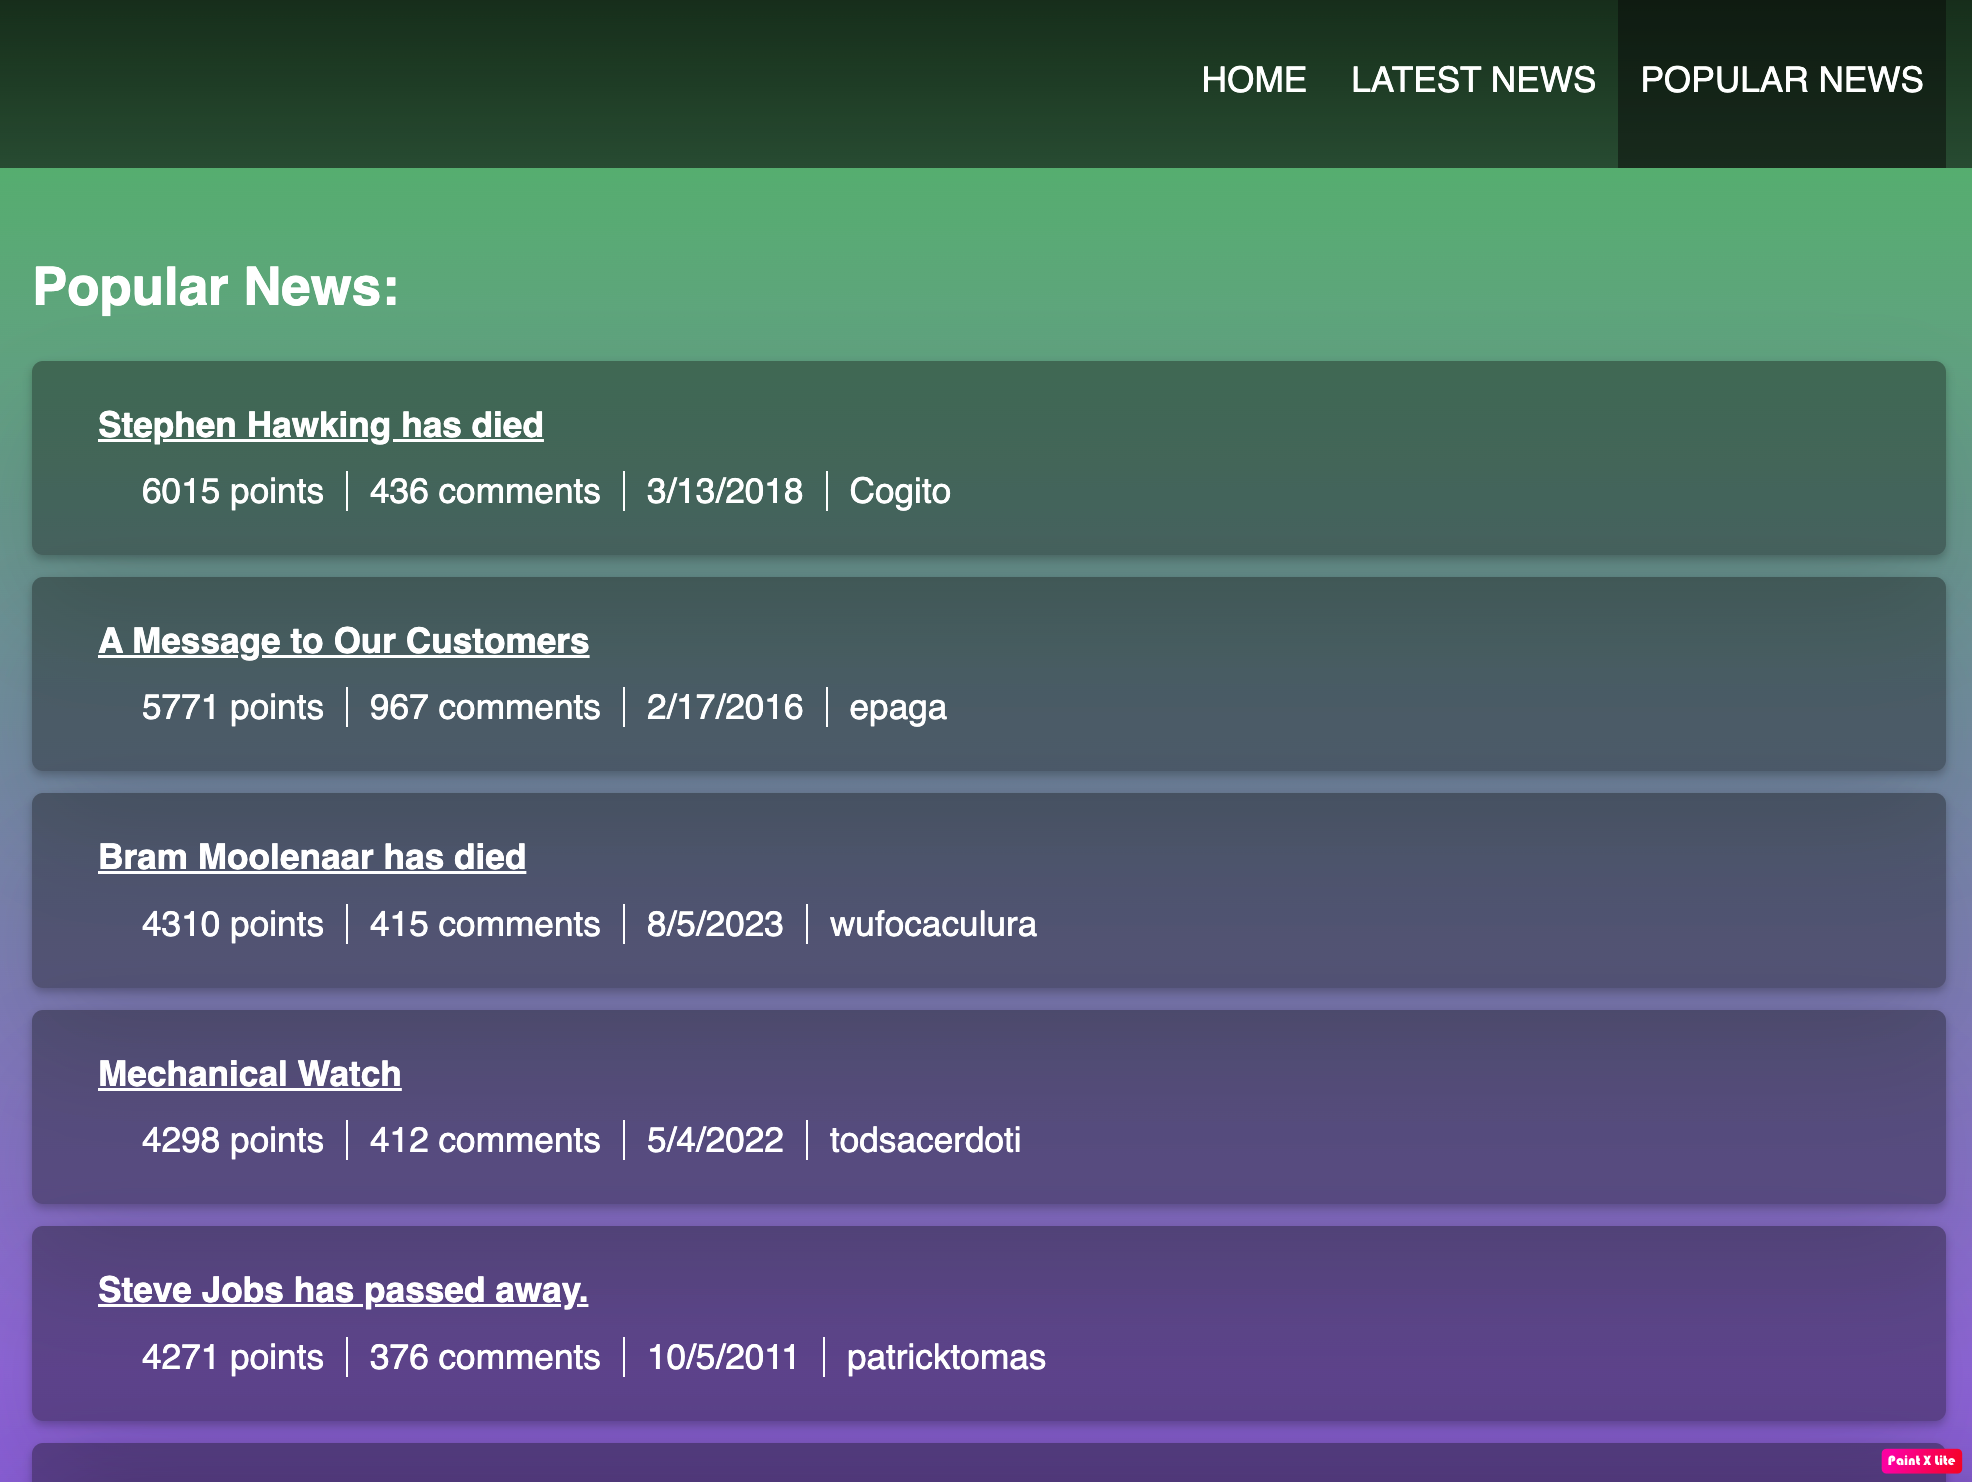 HOME LATEST NEWS POPULAR NEWS
Popular News:
Stephen Hawking has died
6015 points | 436 comments | 3/13/2018 | Cogito
A Message to Our Customers
5771 points | 967 comments | 2/17/2016 | epaga
Bram Moolenaar has died
4310 points | 415 comments | 8/5/2023 | wufocaculura
Mechanical Watch
4298 points | 412 comments | 5/4/2022 | todsacerdoti
Steve Jobs has passed away.
4271 points | 376 comments | 10/5/2011 | patricktomas
Paint X Lite